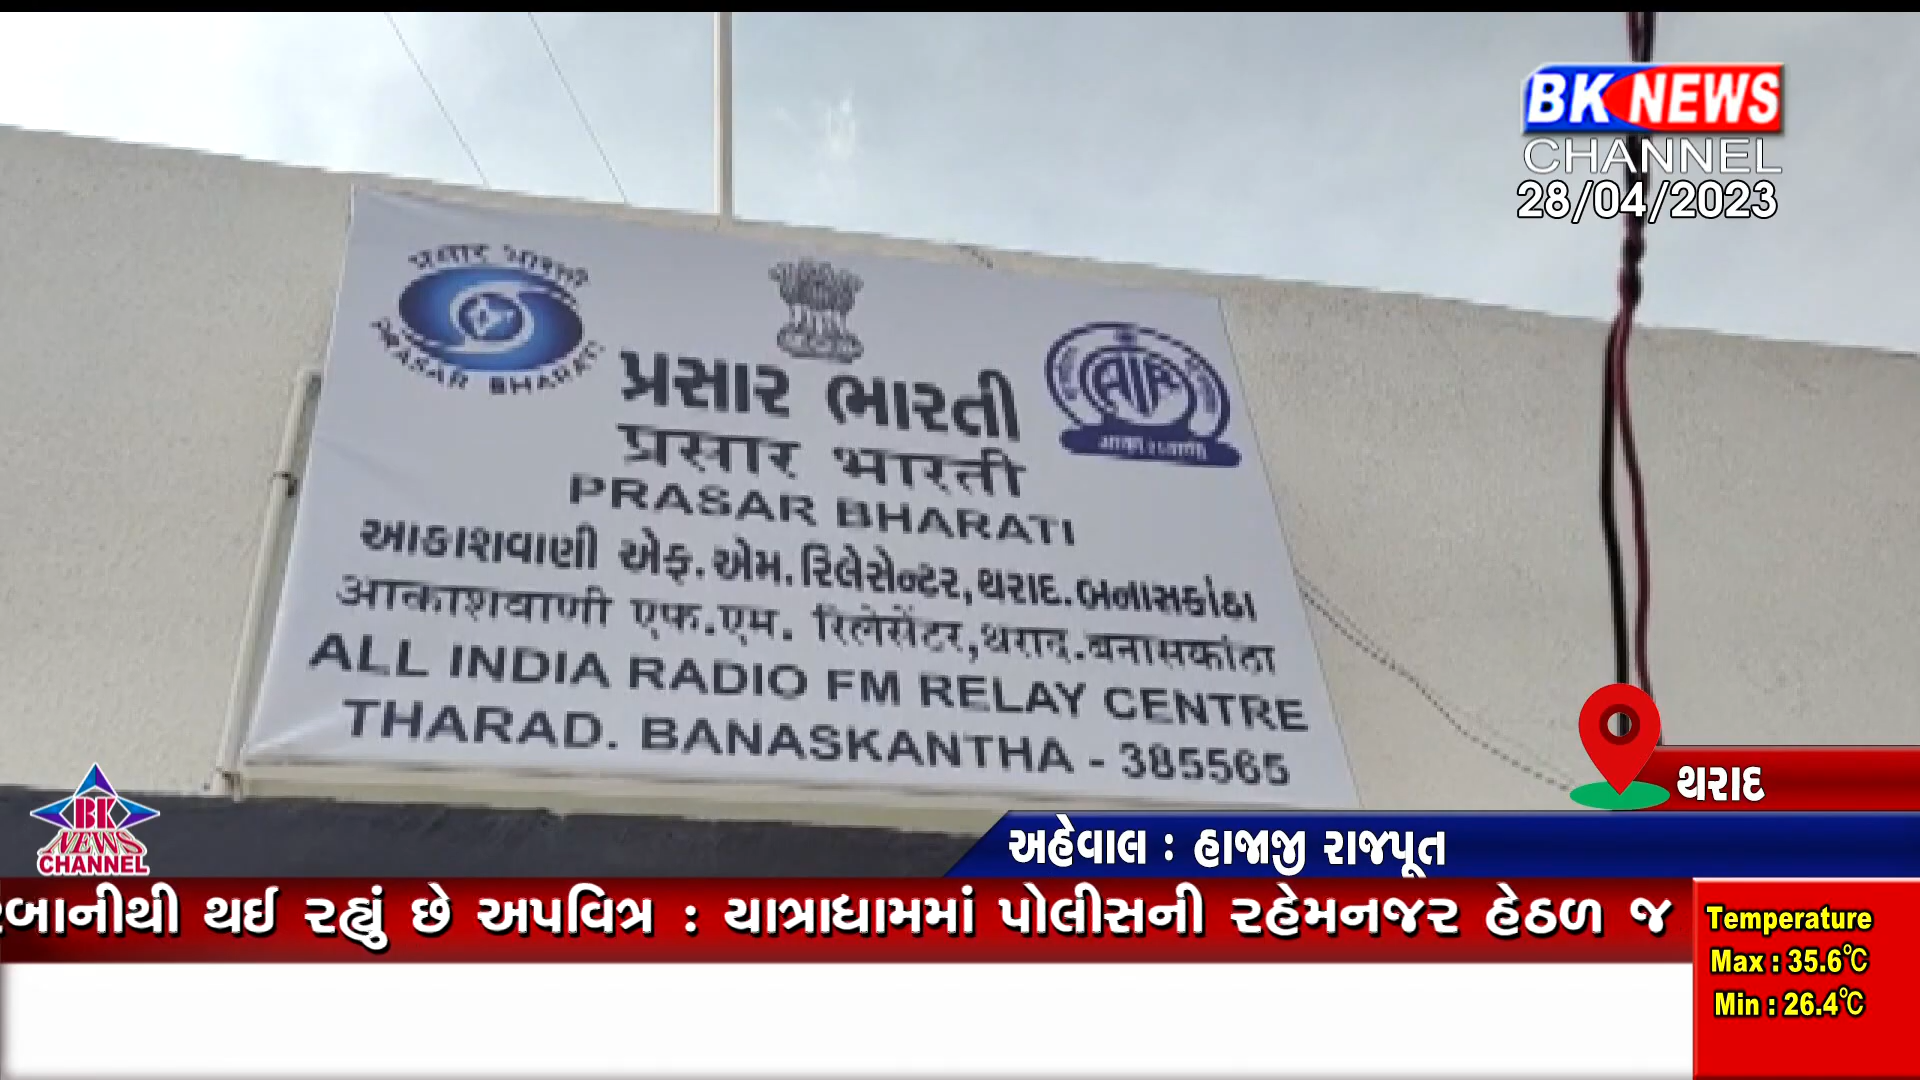 BK NEWS
CHANNEL
28/04/2023
प्रसार भारती
PRASAR BHARATI
પ્રસાર ભારતી
प्रसार भारती
PRASAR BHARATI
AIR
આકાશવાણી એફ.એમ.રિલેસેન્ટર,થરાદ.બનાસકાંઠા
आकाशवाणी एफ.एम. रिलेसेंटर,थराद.बनासकांठा
ALL INDIA RADIO FM RELAY CENTRE
THARAD. BANASKANTHA - 385565
થરાદ
અહેવાલ : હાજાજી રાજપૂત
BK
NEWS
CHANNEL
થઈ રહ્યું છે અપવિત્ર : યાત્રાધામમાં પોલીસની રહેમનજર હેઠળ જ
Temperature
Max : 35.6°C
Min : 26.4°C